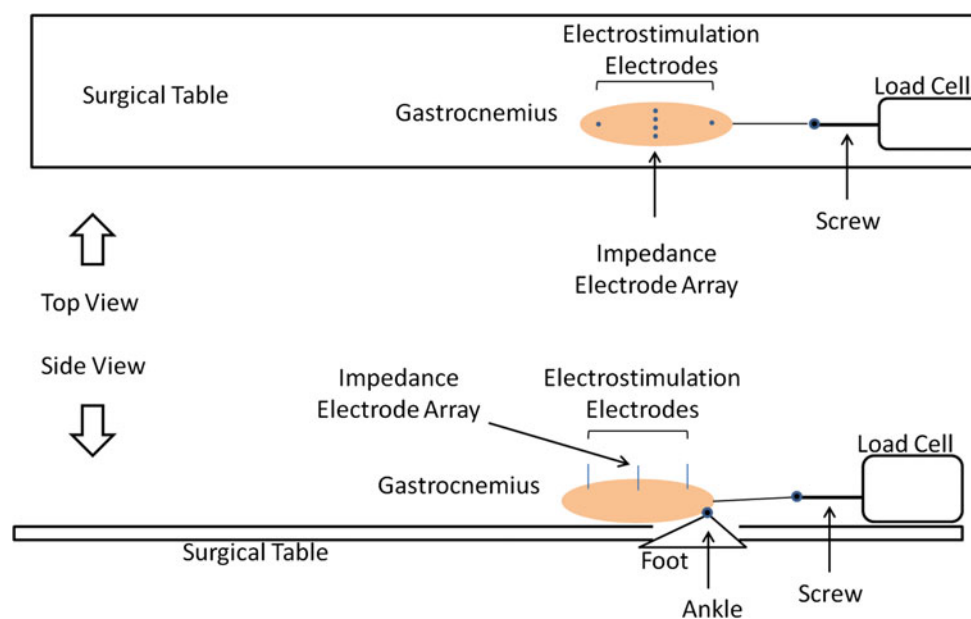 Electrostimulation
Electrodes
Surgical Table
Gastrocnemius
Load Cell
Screw
Impedance
Electrode Array
Top View
Side View
Impedance
Electrode Array
Electrostimulation
Electrodes
Load Cell
Gastrocnemius
Surgical Table
Foot
Screw
Ankle